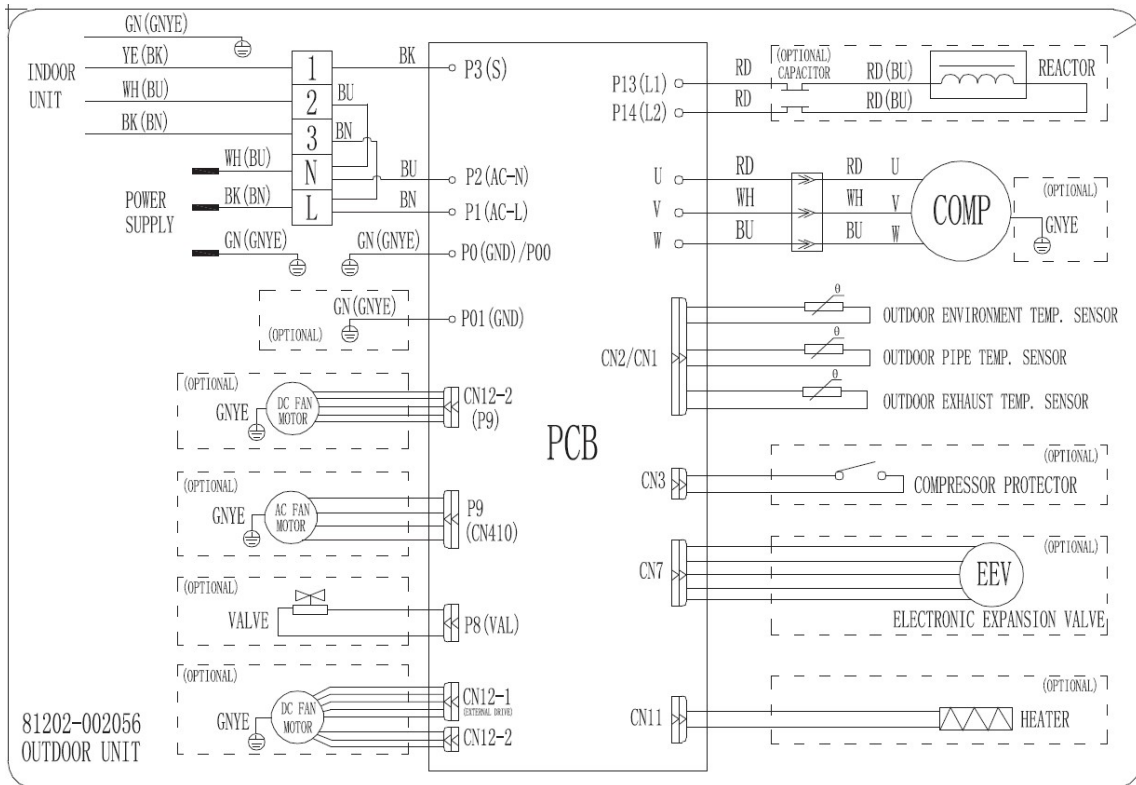 GN(GNYE)
INDOOR
UNIT
YE(BK)
WH(BU)
BK(BN)
1
2
3
N
L
BK
BU
BN
BU
BN
P3(S)
P2(AC-N)
P1(AC-L)
POWER
SUPPLY
WH(BU)
BK(BN)
GN(GNYE)
GN(GNYE)
P0(GND)/P00
(OPTIONAL)
GN(GNYE)
P01(GND)
(OPTIONAL)
GNYE
DC FAN
MOTOR
CN12-2
(P9)
(OPTIONAL)
GNYE
AC FAN
MOTOR
P9
(CN410)
(OPTIONAL)
VALVE
P8(VAL)
(OPTIONAL)
GNYE
DC FAN
MOTOR
CN12-1
(EXTERNAL DRIVE)
CN12-2
81202-002056
OUTDOOR UNIT
PCB
P13(L1)
P14(L2)
RD
RD
(OPTIONAL)
CAPACITOR
RD(BU)
RD(BU)
REACTOR
U RD RD U
V WH WH V
W BU BU W
COMP
(OPTIONAL)
GNYE
CN2/CN1
θ
OUTDOOR ENVIRONMENT TEMP. SENSOR
θ
OUTDOOR PIPE TEMP. SENSOR
θ
OUTDOOR EXHAUST TEMP. SENSOR
CN3
(OPTIONAL)
COMPRESSOR PROTECTOR
CN7
(OPTIONAL)
EEV
ELECTRONIC EXPANSION VALVE
CN11
(OPTIONAL)
HEATER